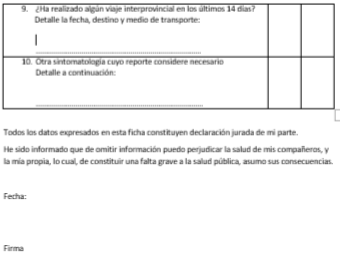 9. ¿Ha realizado algún viaje interprovincial en los últimos 14 días?
Detalle la fecha, destino y medio de transporte:
10. Otra sintomatología cuyo reporte considere necesario
Detalle a continuación:
Todos los datos expresados en esta ficha constituyen declaración jurada de mi parte.
He sido informado que de omitir información puedo perjudicar la salud de mis compañeros, y
la mía propia, lo cual, de constituir una falta grave a la salud pública, asumo sus consecuencias.
Fecha:
Firma